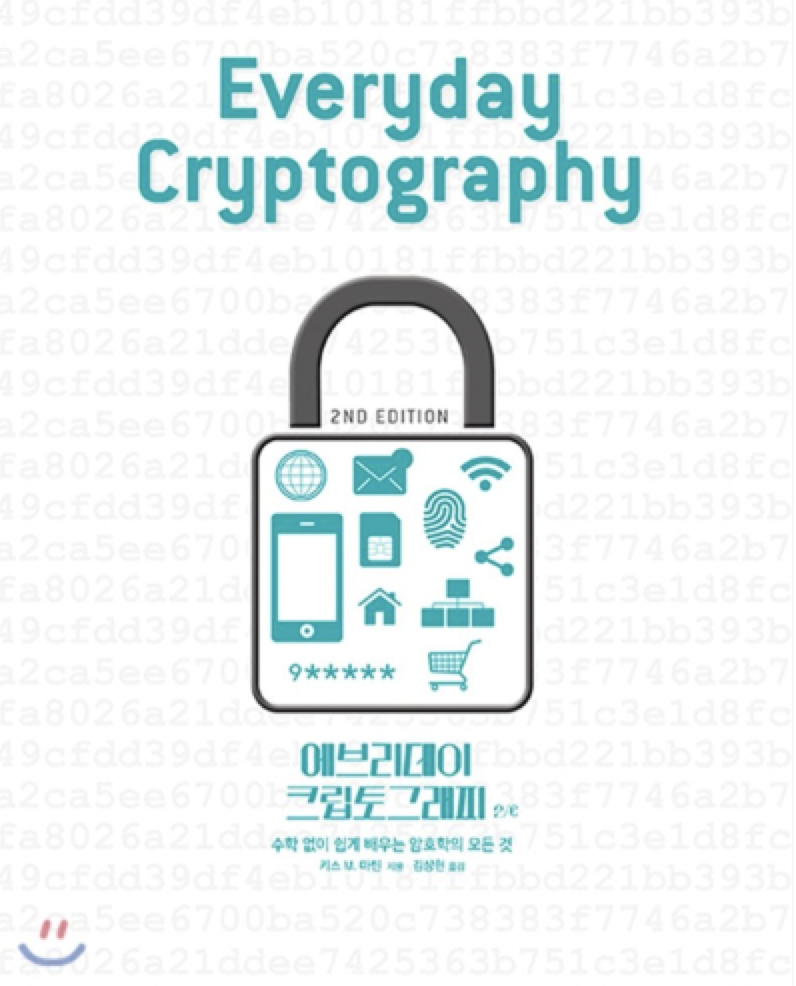 Everyday
Cryptography
2ND EDITION
9*****
에브리데이
크립토그래피 2/e
수학 없이 쉽게 배우는 암호학의 모든 것
키스 M. 마틴 지음 김상현 옮김